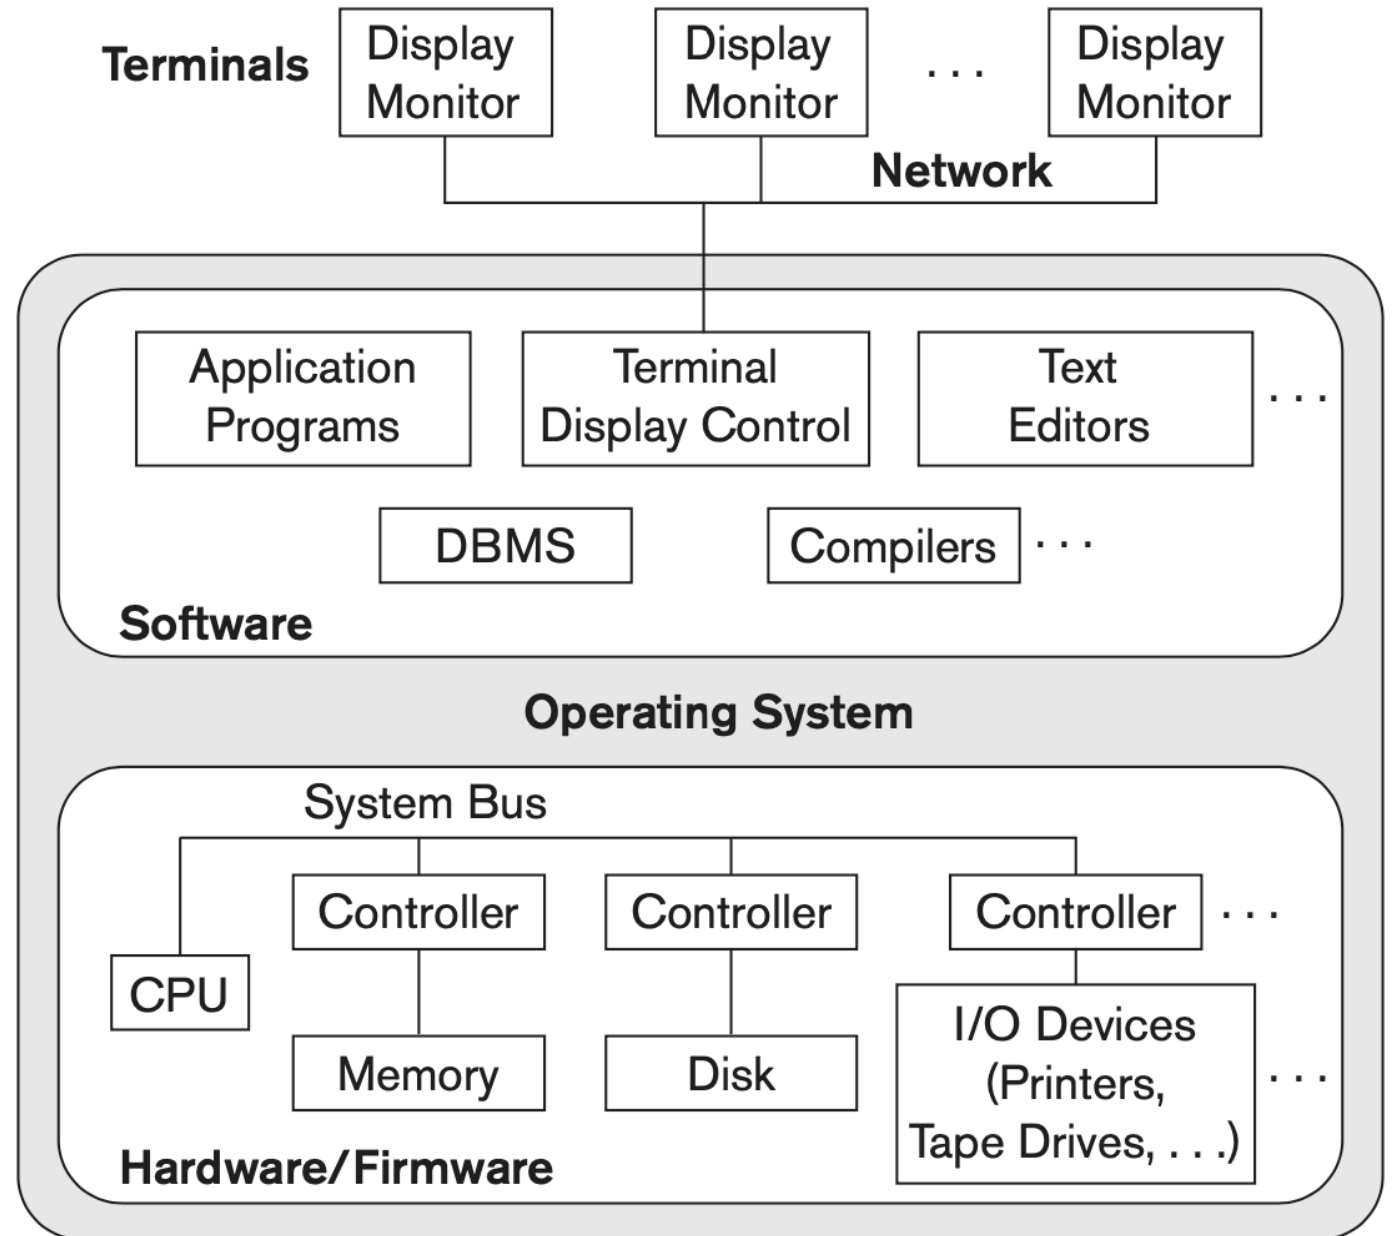 Terminals
Display
Monitor
Display
Monitor
. . .
Display
Monitor
Network
Application
Programs
Terminal
Display Control
Text
Editors
. . .
DBMS
Compilers
. . .
Software
Operating System
System Bus
Controller
Controller
Controller
. . .
CPU
Memory
Disk
I/O Devices
(Printers,
Tape Drives, . . .)
. . .
Hardware/Firmware